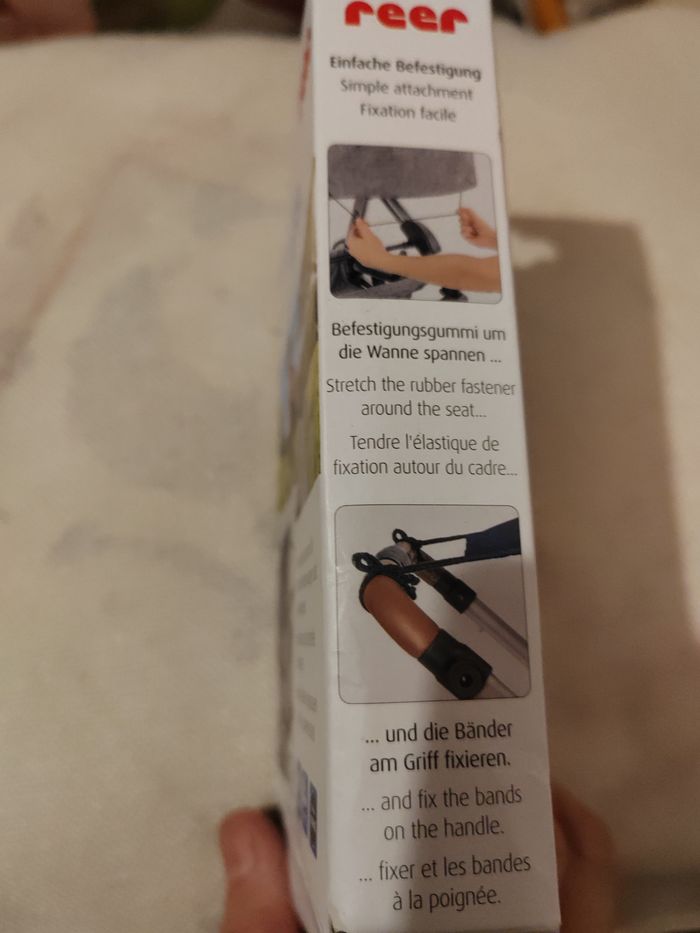 reer
Einfache Befestigung
Simple attachment
Fixation facile
Befestigungsgummi um
die Wanne spannen ...
Stretch the rubber fastener
around the seat...
Tendre l'élastique de
fixation autour du cadre...
... und die Bänder
am Griff fixieren.
... and fix the bands
on the handle.
... fixer et les bandes
à la poignée.